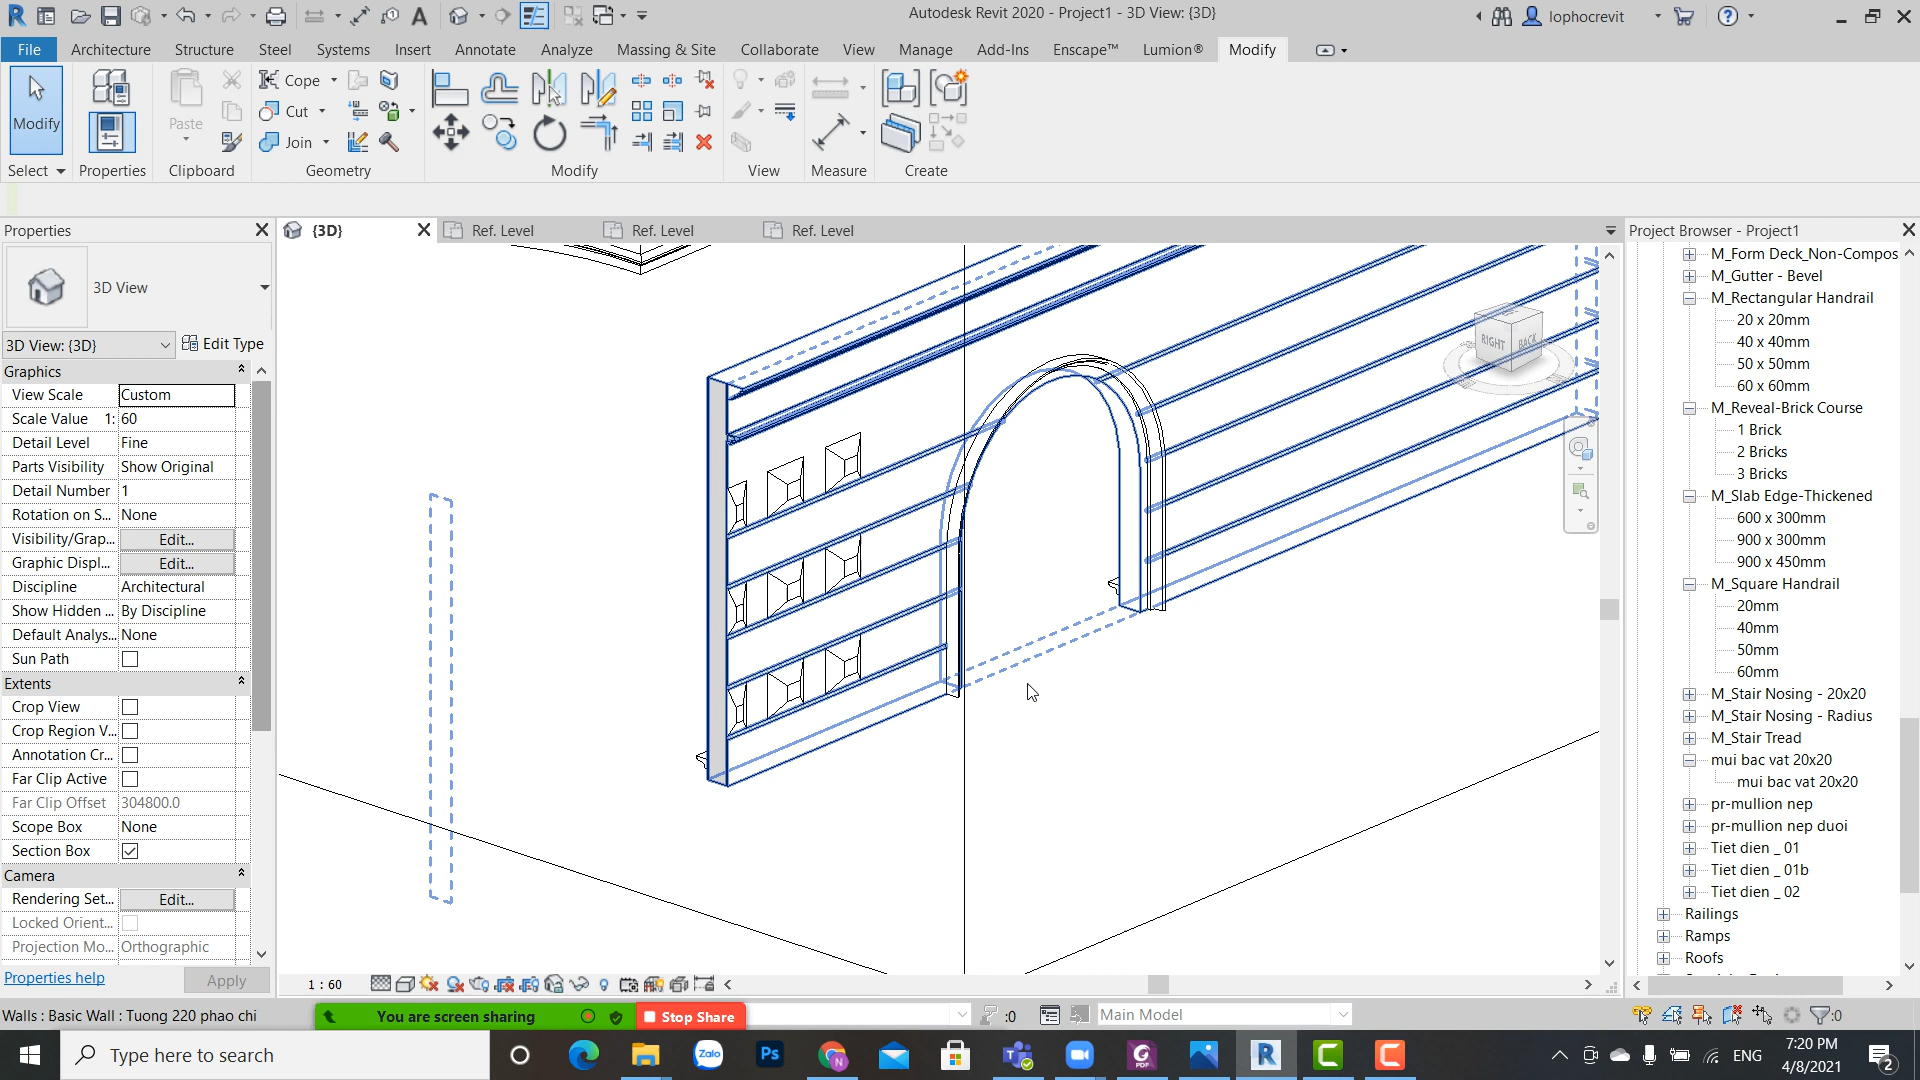 Autodesk Revit 2020 - Project1 - 3D View: {3D}
lophocrevit
File
Architecture
Structure
Steel
Systems
Insert
Annotate
Analyze
Massing & Site
Collaborate
View
Manage
Add-Ins
Enscape™
Lumion®
Modify
Modify
Paste
Cope
Cut
Join
Select
Properties
Clipboard
Geometry
Modify
View
Measure
Create
Properties
{3D}
Ref. Level
Ref. Level
Ref. Level
Project Browser - Project1
3D View
3D View: {3D}
Edit Type
Graphics
View Scale Custom
Scale Value 1: 60
Detail Level Fine
Parts Visibility Show Original
Detail Number 1
Rotation on S... None
Visibility/Grap... Edit...
Graphic Displ... Edit...
Discipline Architectural
Show Hidden ... By Discipline
Default Analys... None
Sun Path
Extents
Crop View
Crop Region V...
Annotation Cr...
Far Clip Active
Far Clip Offset 304800.0
Scope Box None
Section Box
Camera
Rendering Set... Edit...
Locked Orient...
Projection Mo... Orthographic
Properties help
Apply
RIGHT
BACK
M_Form Deck_Non-Compos
M_Gutter - Bevel
M_Rectangular Handrail
20 x 20mm
40 x 40mm
50 x 50mm
60 x 60mm
M_Reveal-Brick Course
1 Brick
2 Bricks
3 Bricks
M_Slab Edge-Thickened
600 x 300mm
900 x 300mm
900 x 450mm
M_Square Handrail
20mm
40mm
50mm
60mm
M_Stair Nosing - 20x20
M_Stair Nosing - Radius
M_Stair Tread
mui bac vat 20x20
mui bac vat 20x20
pr-mullion nep
pr-mullion nep duoi
Tiet dien _ 01
Tiet dien _ 01b
Tiet dien _ 02
Railings
Ramps
Roofs
1 : 60
Walls : Basic Wall : Tuong 220 phao chi
You are screen sharing
Stop Share
:0
Main Model
:0
Type here to search
Zalo
Ps
N
PDF
R
C
C
ENG
7:20 PM
4/8/2021
2